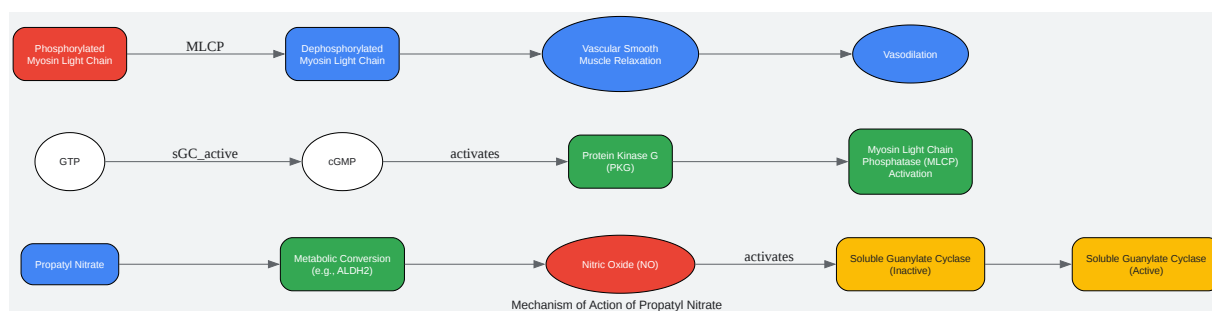 Phosphorylated
Myosin Light Chain
MLCP
Dephosphorylated
Myosin Light Chain
Vascular Smooth
Muscle Relaxation
Vasodilation
GTP
sGC_active
cGMP
activates
Protein Kinase G
(PKG)
Myosin Light Chain
Phosphatase (MLCP)
Activation
Propatyl Nitrate
Metabolic Conversion
(e.g., ALDH2)
Nitric Oxide (NO)
activates
Soluble Guanylate Cyclase
(Inactive)
Soluble Guanylate Cyclase
(Active)
Mechanism of Action of Propatyl Nitrate